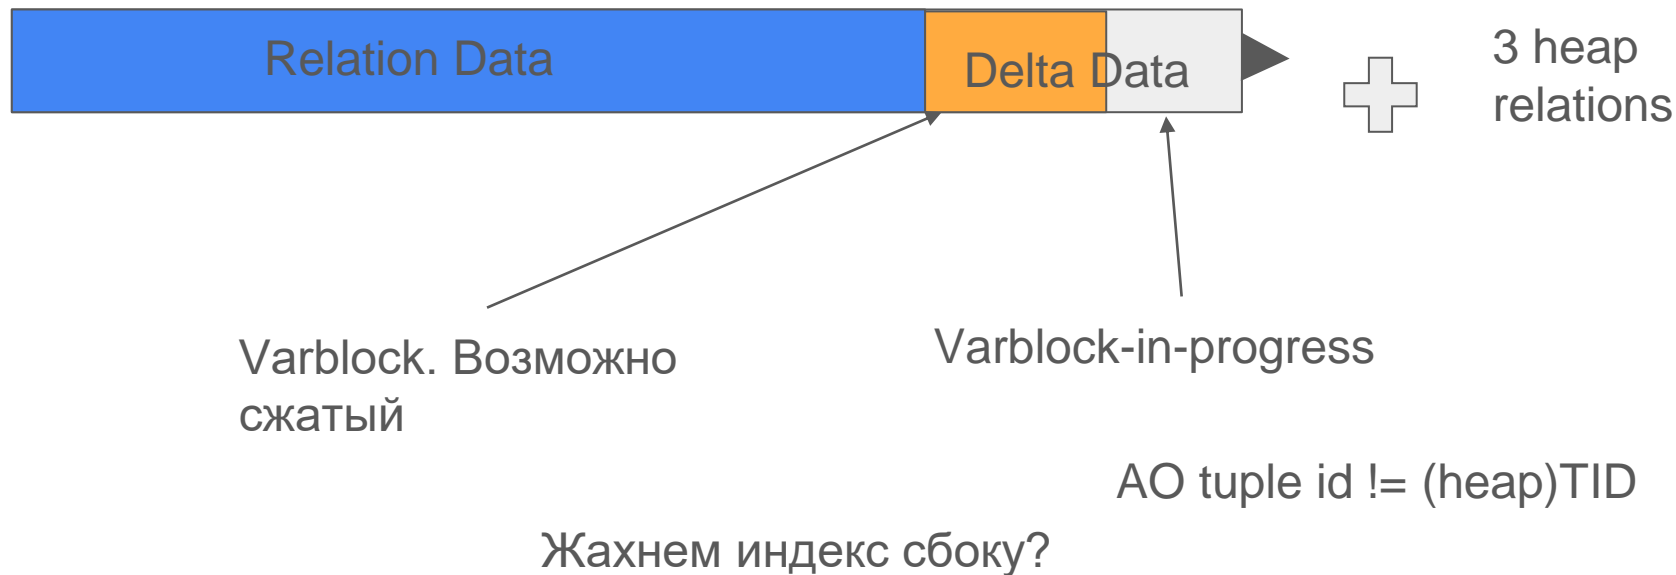 Relation Data
Delta Data
3 heap
relations
Varblock. Возможно
сжатый
Varblock-in-progress
AO tuple id != (heap)TID
Жахнем индекс сбоку?